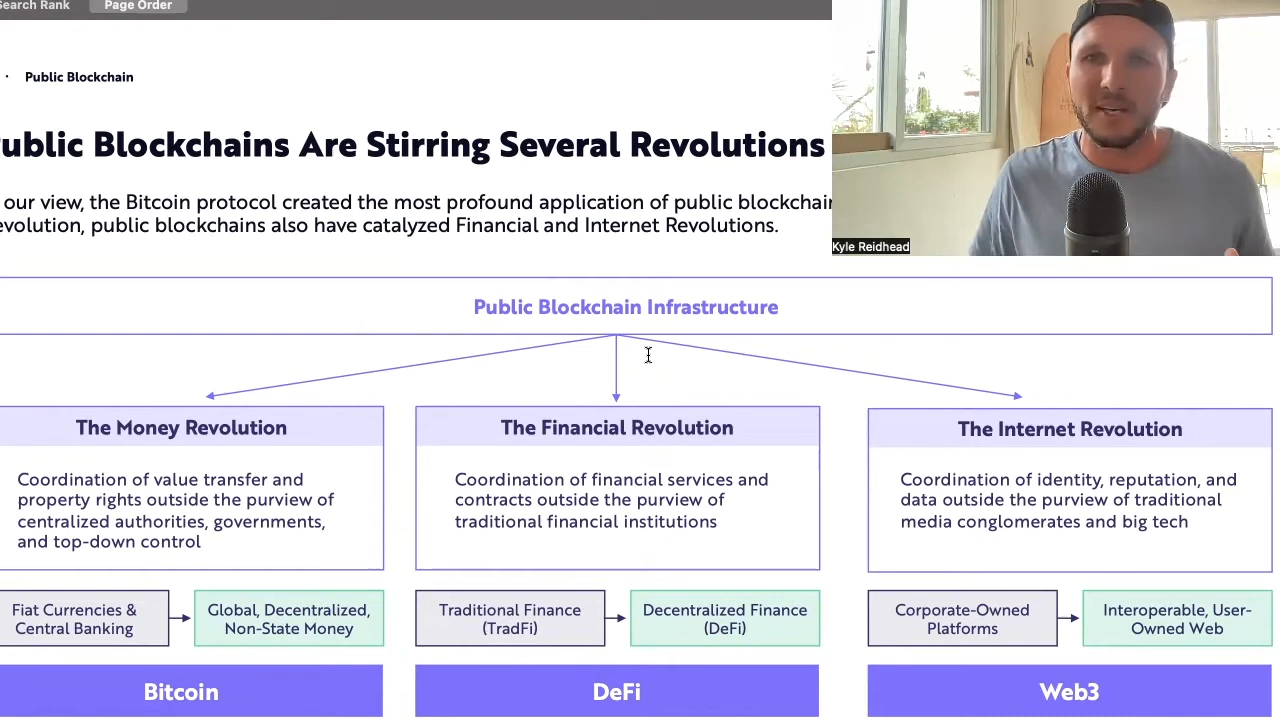 Search Rank
Page Order
· Public Blockchain
ublic Blockchains Are Stirring Several Revolutions
our view, the Bitcoin protocol created the most profound application of public blockchain
evolution, public blockchains also have catalyzed Financial and Internet Revolutions.
Kyle Reidhead
Public Blockchain Infrastructure
The Money Revolution
Coordination of value transfer and
property rights outside the purview of
centralized authorities, governments,
and top-down control
Fiat Currencies &
Central Banking
Global, Decentralized,
Non-State Money
Bitcoin
The Financial Revolution
Coordination of financial services and
contracts outside the purview of
traditional financial institutions
Traditional Finance
(TradFi)
Decentralized Finance
(DeFi)
DeFi
The Internet Revolution
Coordination of identity, reputation, and
data outside the purview of traditional
media conglomerates and big tech
Corporate-Owned
Platforms
Interoperable, User-
Owned Web
Web3